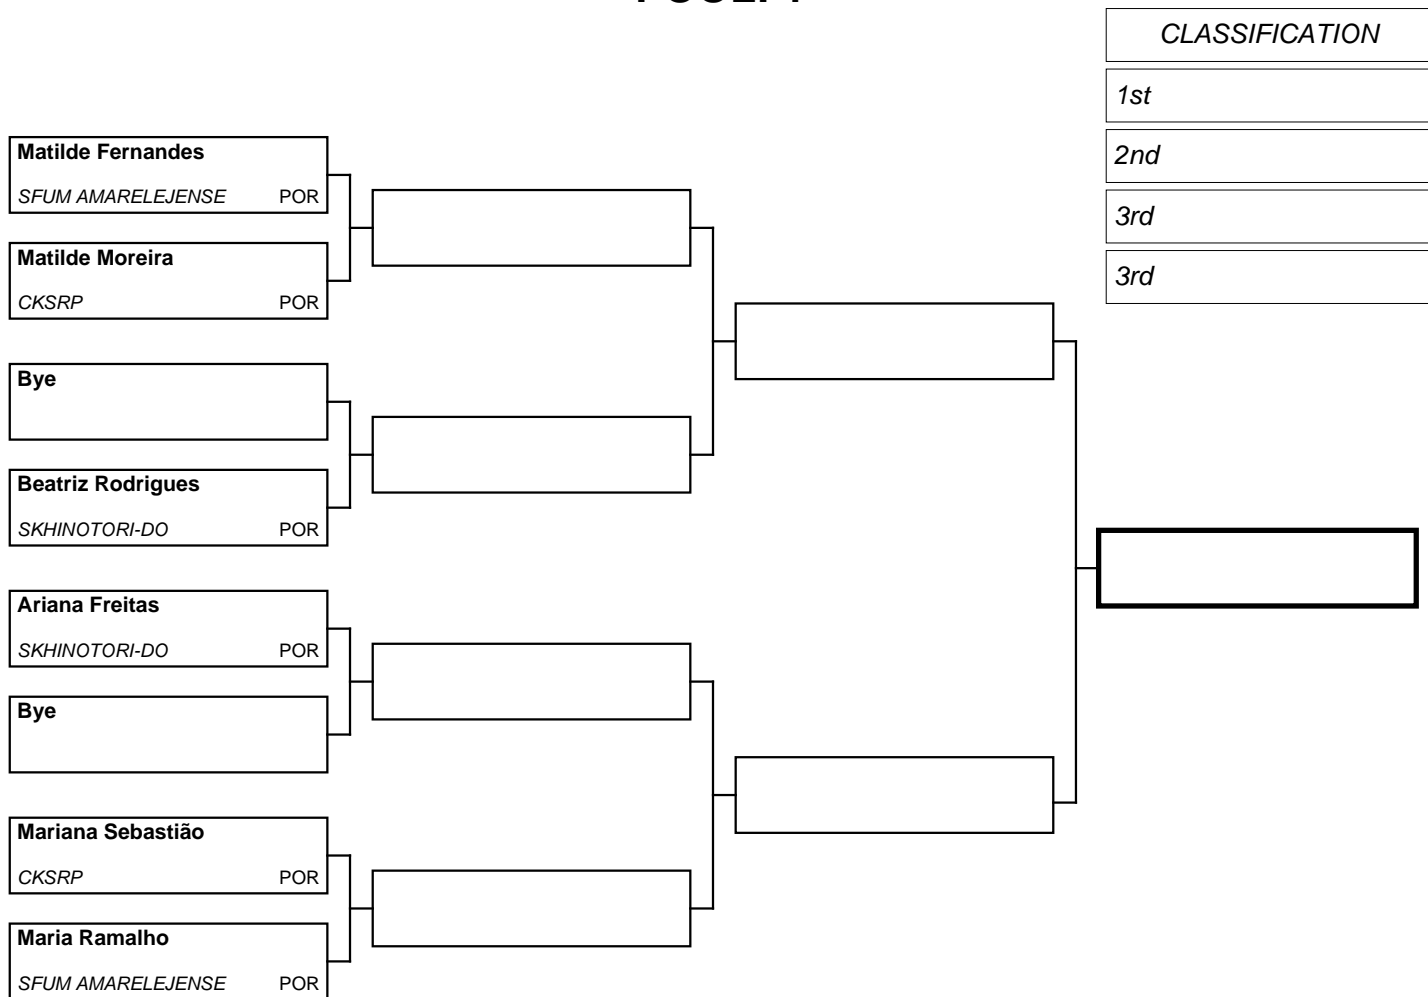 CLASSIFICATION
1st
2nd
3rd
3rd
Matilde Fernandes
SFUM AMARELEJENSE POR
Matilde Moreira
CKSRP POR
Bye
Beatriz Rodrigues
SKHINOTORI-DO POR
Ariana Freitas
SKHINOTORI-DO POR
Bye
Mariana Sebastião
CKSRP POR
Maria Ramalho
SFUM AMARELEJENSE POR